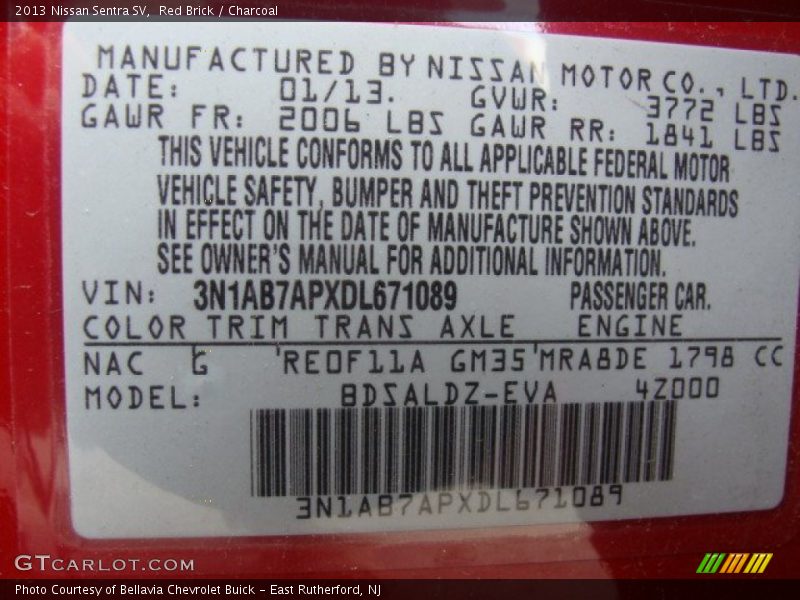 2013 Nissan Sentra SV, Red Brick / Charcoal
MANUFACTURED BY NISSAN MOTOR CO., LTD.
DATE: 01/13. GVWR: 3772 LBS
GAWR FR: 2006 LBS GAWR RR: 1841 LBS
THIS VEHICLE CONFORMS TO ALL APPLICABLE FEDERAL MOTOR
VEHICLE SAFETY, BUMPER AND THEFT PREVENTION STANDARDS
IN EFFECT ON THE DATE OF MANUFACTURE SHOWN ABOVE.
SEE OWNER'S MANUAL FOR ADDITIONAL INFORMATION.
VIN: 3N1AB7APXDL671089 PASSENGER CAR.
COLOR TRIM TRANS AXLE ENGINE
NAC G 'RE0F11A GM35'MRA8DE 1798 CC
MODEL: BDSALDZ-EVA 4Z000
3N1AB7APXDL671089
GTCARLOT.COM
Photo Courtesy of Bellavia Chevrolet Buick - East Rutherford, NJ